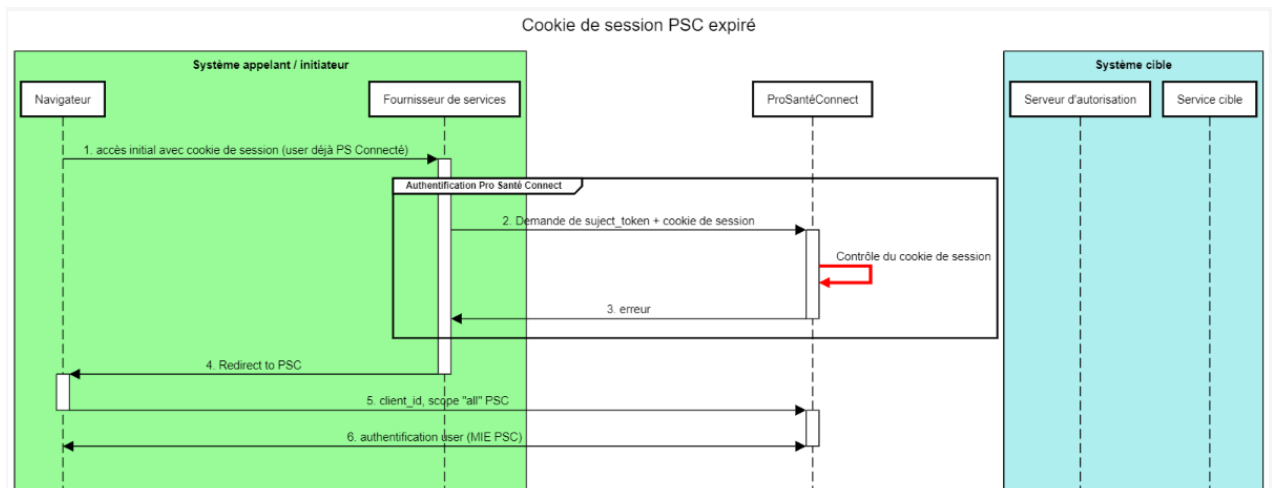 Cookie de session PSC expiré
Système appelant / initiateur
Système cible
Navigateur
Fournisseur de services
ProSantéConnect
Serveur d'autorisation
Service cible
1. accès initial avec cookie de session (user déjà PS Connecté)
Authentification Pro Santé Connect
2. Demande de suject_token + cookie de session
Contrôle du cookie de session
3. erreur
4. Redirect to PSC
5. client_id, scope "all" PSC
6. authentification user (MIE PSC)